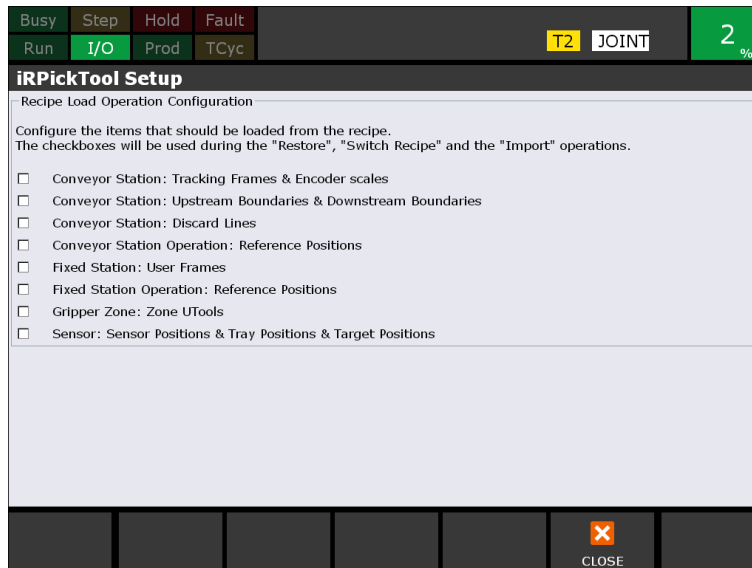 Busy Step Hold Fault
Run I/O Prod TCyc
T2 JOINT
2 %
iRPickTool Setup
Recipe Load Operation Configuration
Configure the items that should be loaded from the recipe.
The checkboxes will be used during the "Restore", "Switch Recipe" and the "Import" operations.
Conveyor Station: Tracking Frames & Encoder scales
Conveyor Station: Upstream Boundaries & Downstream Boundaries
Conveyor Station: Discard Lines
Conveyor Station Operation: Reference Positions
Fixed Station: User Frames
Fixed Station Operation: Reference Positions
Gripper Zone: Zone UTools
Sensor: Sensor Positions & Tray Positions & Target Positions
CLOSE